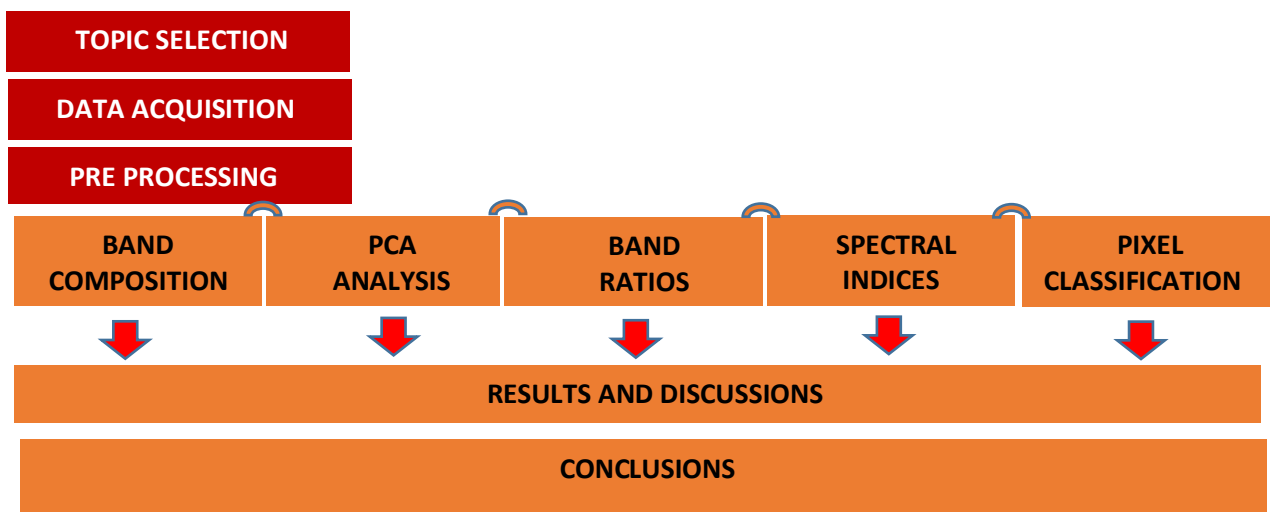 TOPIC SELECTION
DATA ACQUISITION
PRE PROCESSING
BAND
COMPOSITION
PCA
ANALYSIS
BAND
RATIOS
SPECTRAL
INDICES
PIXEL
CLASSIFICATION
RESULTS AND DISCUSSIONS
CONCLUSIONS